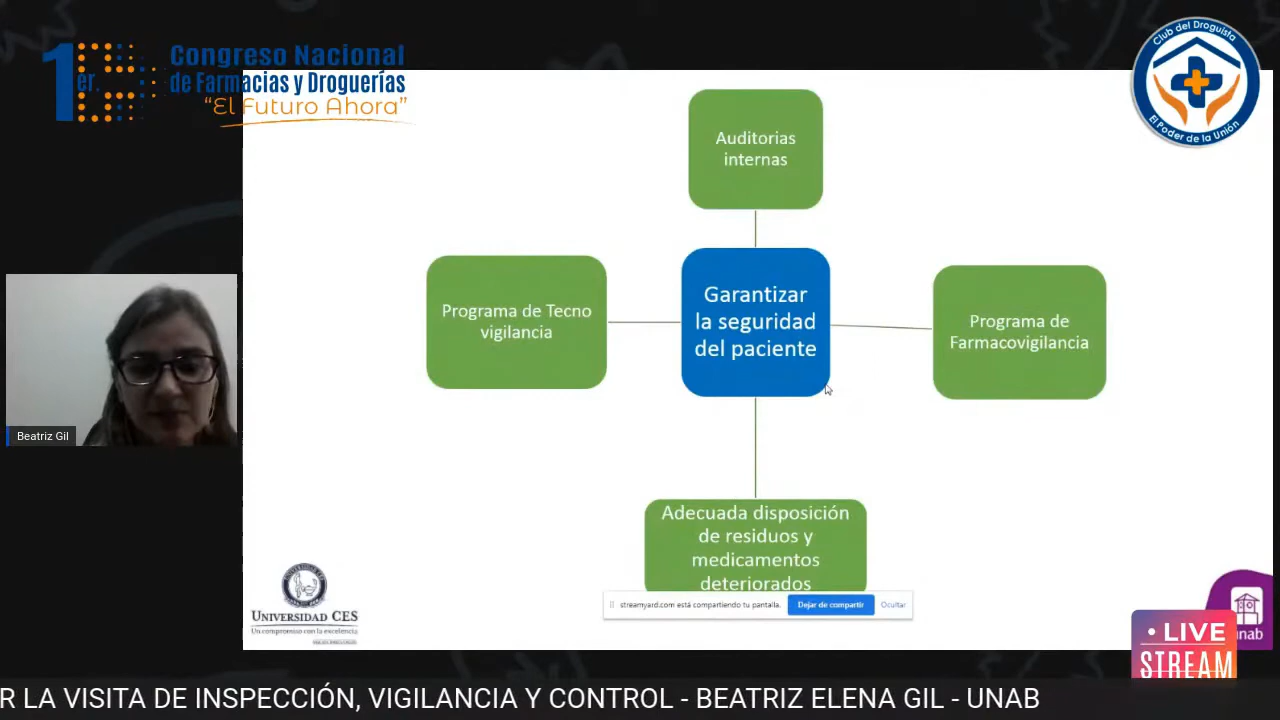 1er.
Congreso Nacional
de Farmacias y Droguerías
“El Futuro Ahora”
Club del Droguista
El Poder de la Unión
Auditorias
internas
Programa de Tecno
vigilancia
Garantizar
la seguridad
del paciente
Programa de
Farmacovigilancia
Beatriz Gil
Adecuada disposición
de residuos y
medicamentos
deteriorados
streamyard.com está compartiendo tu pantalla.
Dejar de compartir
Ocultar
UNIVERSIDAD CES
Un compromiso con la excelencia
unab
• LIVE
STREAM
R LA VISITA DE INSPECCIÓN, VIGILANCIA Y CONTROL - BEATRIZ ELENA GIL - UNAB